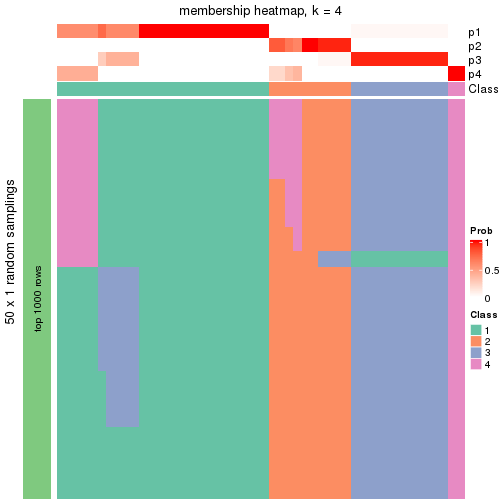 membership heatmap, k = 4
p1
p2
p3
p4
Class
50 x 1 random samplings
top 1000 rows
Prob
1
0.5
0
Class
1
2
3
4